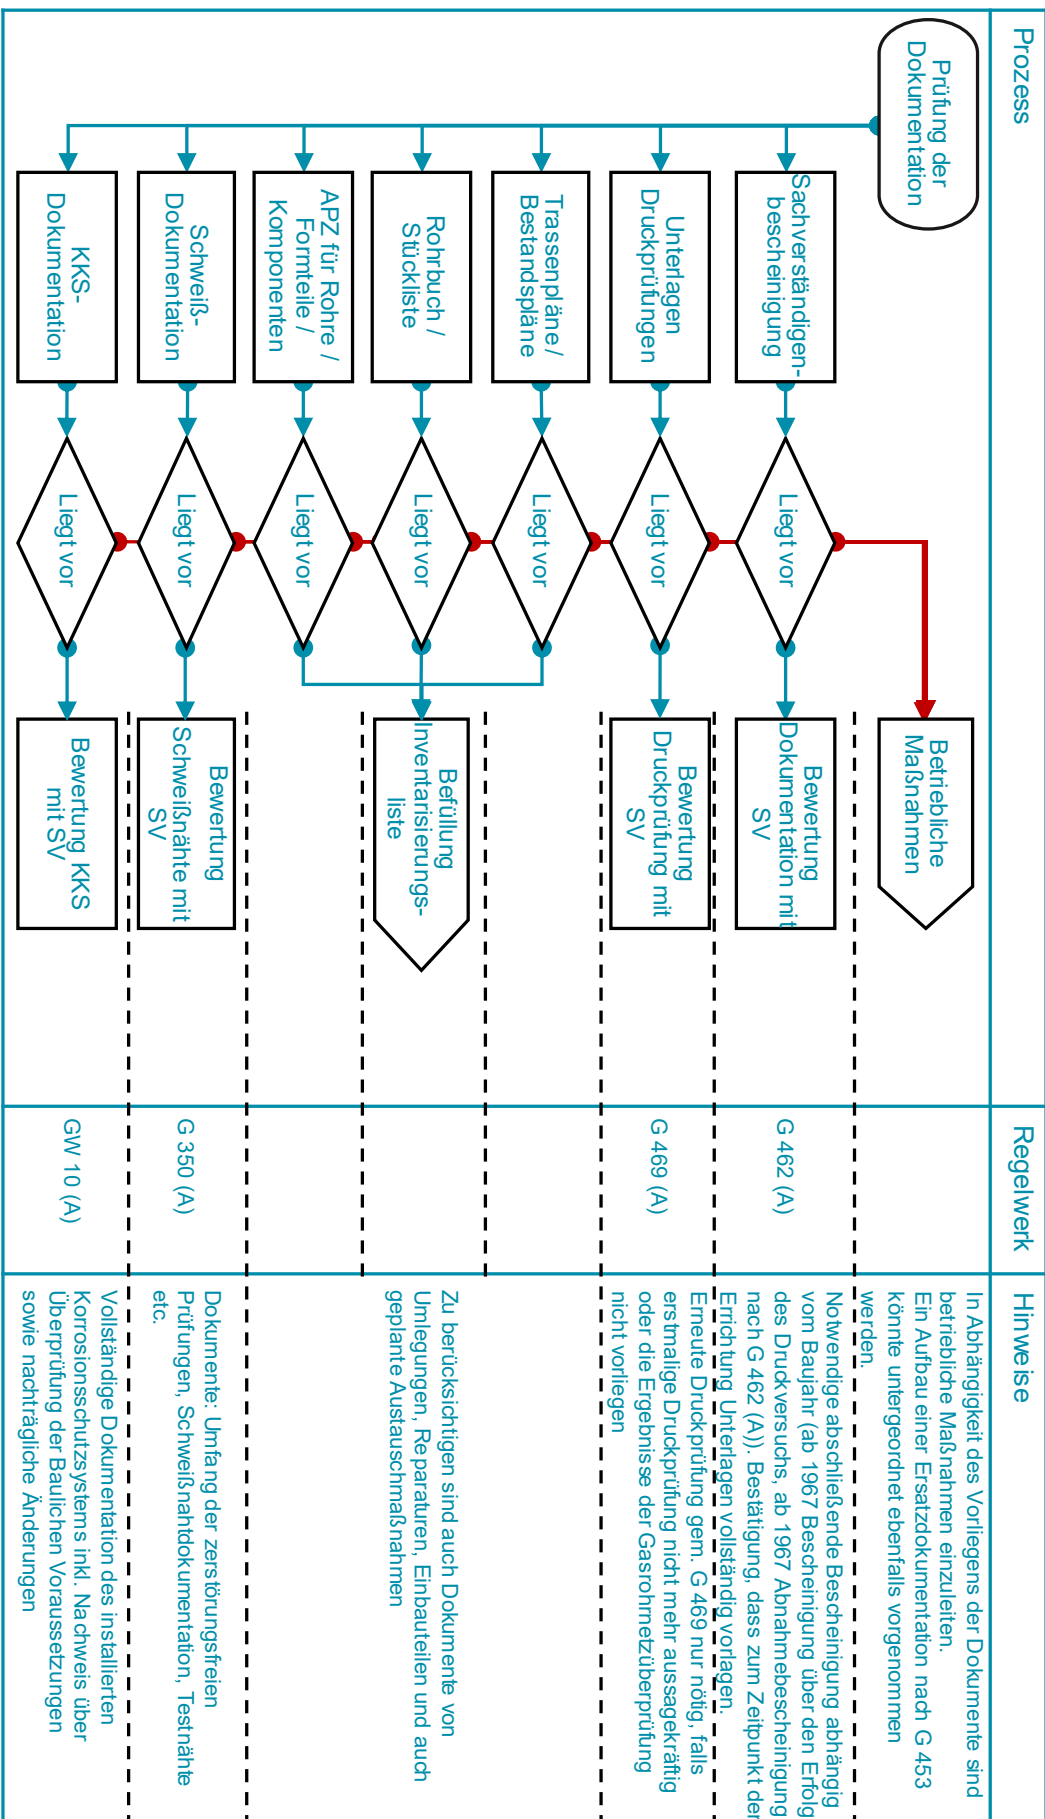 Prozess
Regelwerk
Hinweise
Prüfung der
Dokumentation
Betriebliche
Maßnahmen
In Abhängigkeit des Vorliegens der Dokumente sind
betriebliche Maßnahmen einzuleiten.
Ein Aufbau einer Ersatzdokumentation nach G 453
könnte untergeordnet ebenfalls vorgenommen
werden.
Sachverständigen-
bescheinigung
Liegt vor
Bewertung
Dokumentation mit
SV
G 462 (A)
Notwendige abschließende Bescheinigung abhängig
vom Baujahr (ab 1967 Bescheinigung über den Erfolg
des Druckversuchs, ab 1967 Abnahmebescheinigung
nach G 462 (A)). Bestätigung, dass zum Zeitpunkt der
Errichtung Unterlagen vollständig vorlagen.
Unterlagen
Druckprüfungen
Liegt vor
Bewertung
Druckprüfung mit
SV
G 469 (A)
Erneute Druckprüfung gem. G 469 nur nötig, falls
erstmalige Druckprüfung nicht mehr aussagekräftig
oder die Ergebnisse der Gasrohrnetzüberprüfung
nicht vorliegen
Trassenpläne /
Bestandspläne
Liegt vor
Rohrbuch /
Stückliste
Liegt vor
Befüllung
Inventarisierungs-
liste
Zu berücksichtigen sind auch Dokumente von
Umlegungen, Reparaturen, Einbauteilen und auch
geplante Austauschmaßnahmen
APZ für Rohre /
Formteile /
Komponenten
Liegt vor
Schweiß-
Dokumentation
Liegt vor
Bewertung
Schweißnähte mit
SV
G 350 (A)
Dokumente: Umfang der zerstörungsfreien
Prüfungen, Schweißnahtdokumentation, Testnähte
etc.
KKS-
Dokumentation
Liegt vor
Bewertung KKS
mit SV
GW 10 (A)
Vollständige Dokumentation des installierten
Korrosionsschutzsystems inkl. Nachweis über
Überprüfung der Baulichen Voraussetzungen
sowie nachträgliche Änderungen